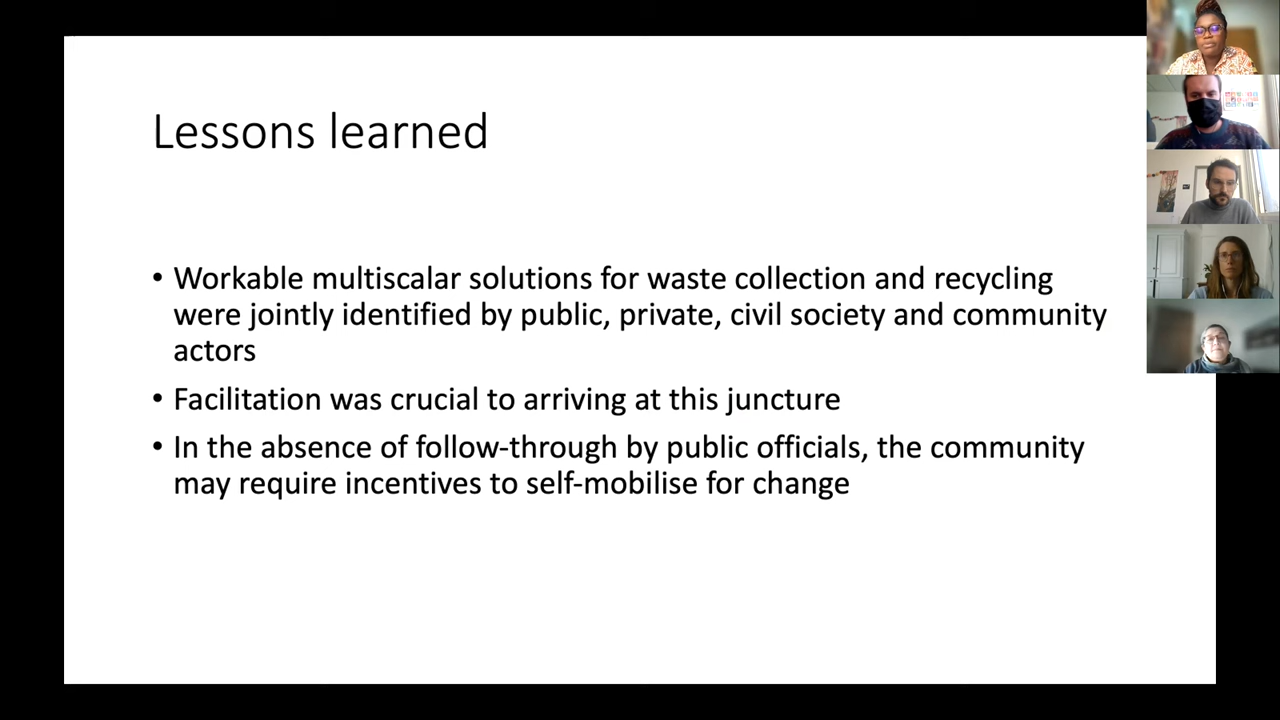 Lessons learned
• Workable multiscalar solutions for waste collection and recycling
were jointly identified by public, private, civil society and community
actors
• Facilitation was crucial to arriving at this juncture
• In the absence of follow-through by public officials, the community
may require incentives to self-mobilise for change